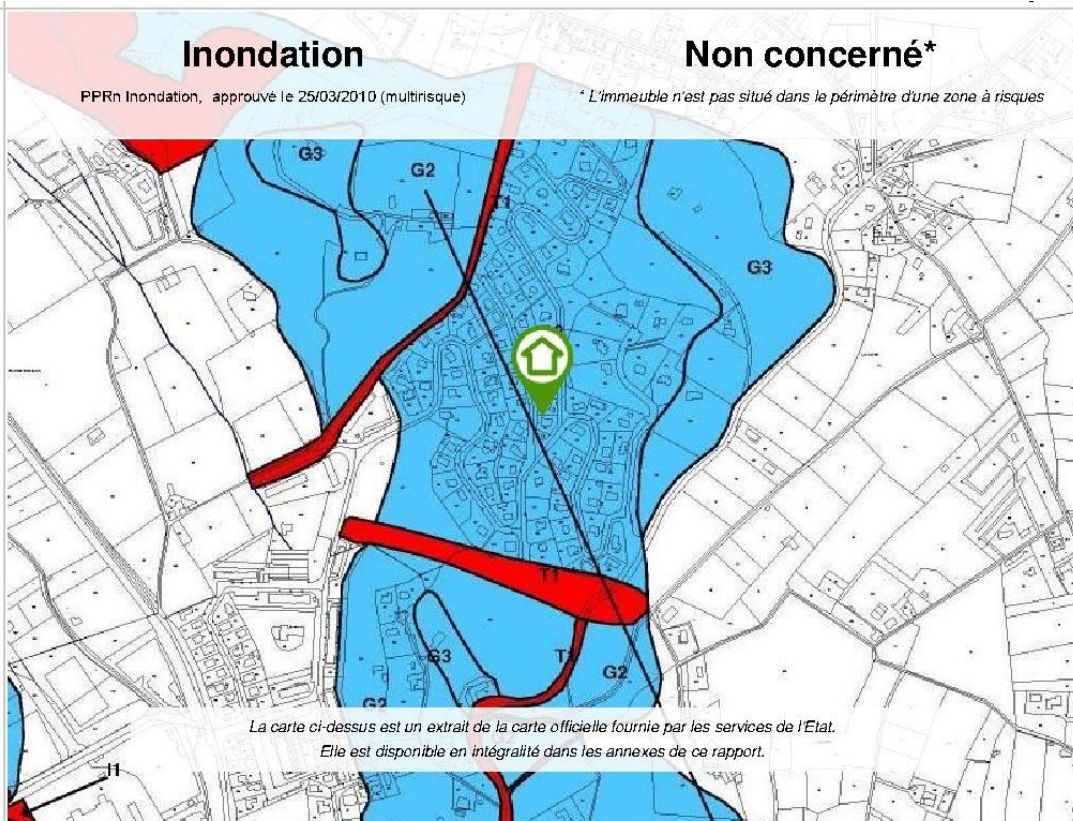 Inondation
Non concerné*
PPRn Inondation, approuvé le 25/03/2010 (multirisque)
* L'immeuble n'est pas situé dans le périmètre d'une zone à risques
G3
G2
T1
G3
T1
G3
T1
G2
G2
La carte ci-dessus est un extrait de la carte officielle fournie par les services de l'Etat.
Elle est disponible en intégralité dans les annexes de ce rapport.
I1